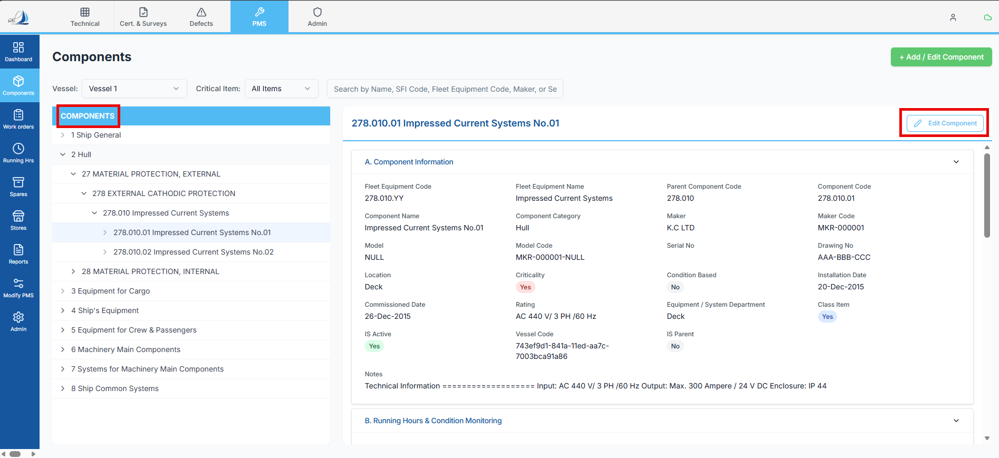 sail
Technical
Cert. & Surveys
Defects
PMS
Admin
Dashboard
Components
Work orders
Running Hrs
Spares
Stores
Reports
Modify PMS
Admin
Components
+ Add / Edit Component
Vessel: Vessel 1
Critical Item: All Items
Search by Name, SFI Code, Fleet Equipment Code, Maker, or Se
COMPONENTS
1 Ship General
2 Hull
27 MATERIAL PROTECTION, EXTERNAL
278 EXTERNAL CATHODIC PROTECTION
278.010 Impressed Current Systems
278.010.01 Impressed Current Systems No.01
278.010.02 Impressed Current Systems No.02
28 MATERIAL PROTECTION, INTERNAL
3 Equipment for Cargo
4 Ship's Equipment
5 Equipment for Crew & Passengers
6 Machinery Main Components
7 Systems for Machinery Main Components
8 Ship Common Systems
278.010.01 Impressed Current Systems No.01
Edit Component
A. Component Information
Fleet Equipment Code
278.010.YY
Fleet Equipment Name
Impressed Current Systems
Parent Component Code
278.010
Component Code
278.010.01
Component Name
Impressed Current Systems No.01
Component Category
Hull
Maker
K.C LTD
Maker Code
MKR-000001
Model
NULL
Model Code
MKR-000001-NULL
Serial No
Drawing No
AAA-BBB-CCC
Location
Deck
Criticality
Yes
Condition Based
No
Installation Date
20-Dec-2015
Commissioned Date
26-Dec-2015
Rating
AC 440 V/ 3 PH /60 Hz
Equipment / System Department
Deck
Class Item
Yes
IS Active
Yes
Vessel Code
743ef9d1-841a-11ed-aa7c-
7003bca91a86
IS Parent
No
Notes
Technical Information =================== Input: AC 440 V/ 3 PH /60 Hz Output: Max. 300 Ampere / 24 V DC Enclosure: IP 44
B. Running Hours & Condition Monitoring